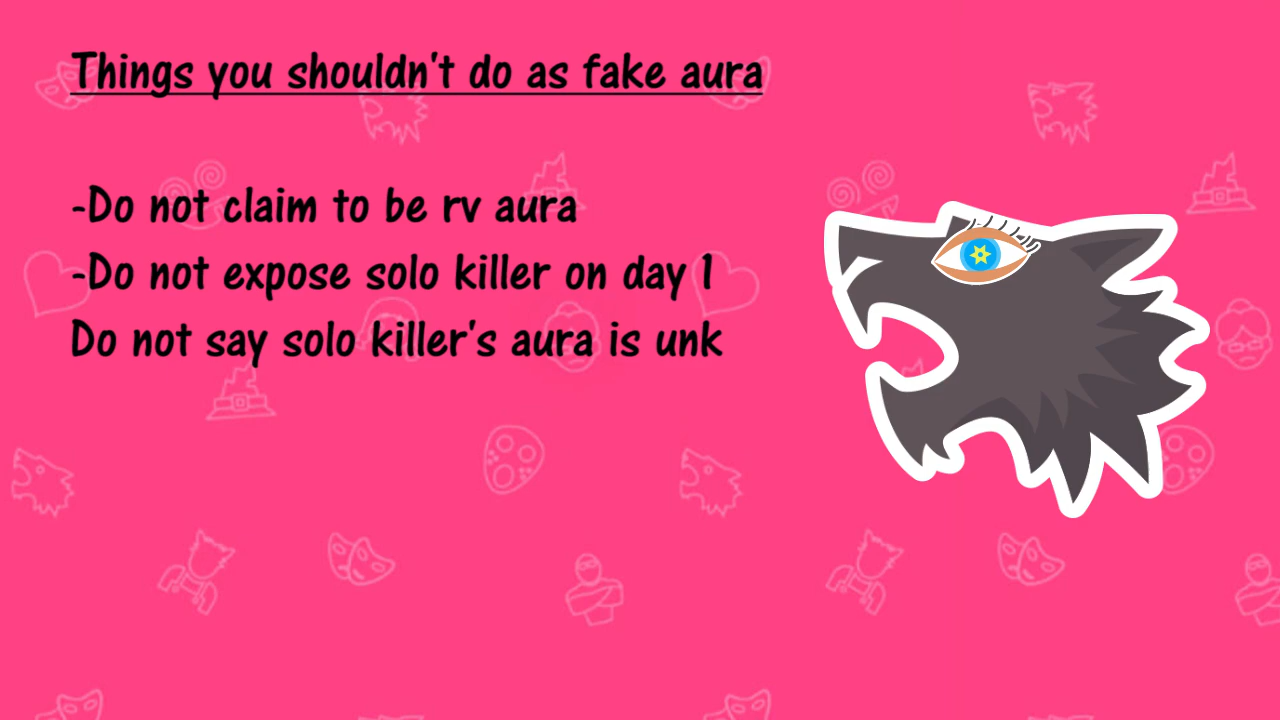 Things you shouldn't do as fake aura
-Do not claim to be rv aura
-Do not expose solo killer on day 1
Do not say solo killer's aura is unk